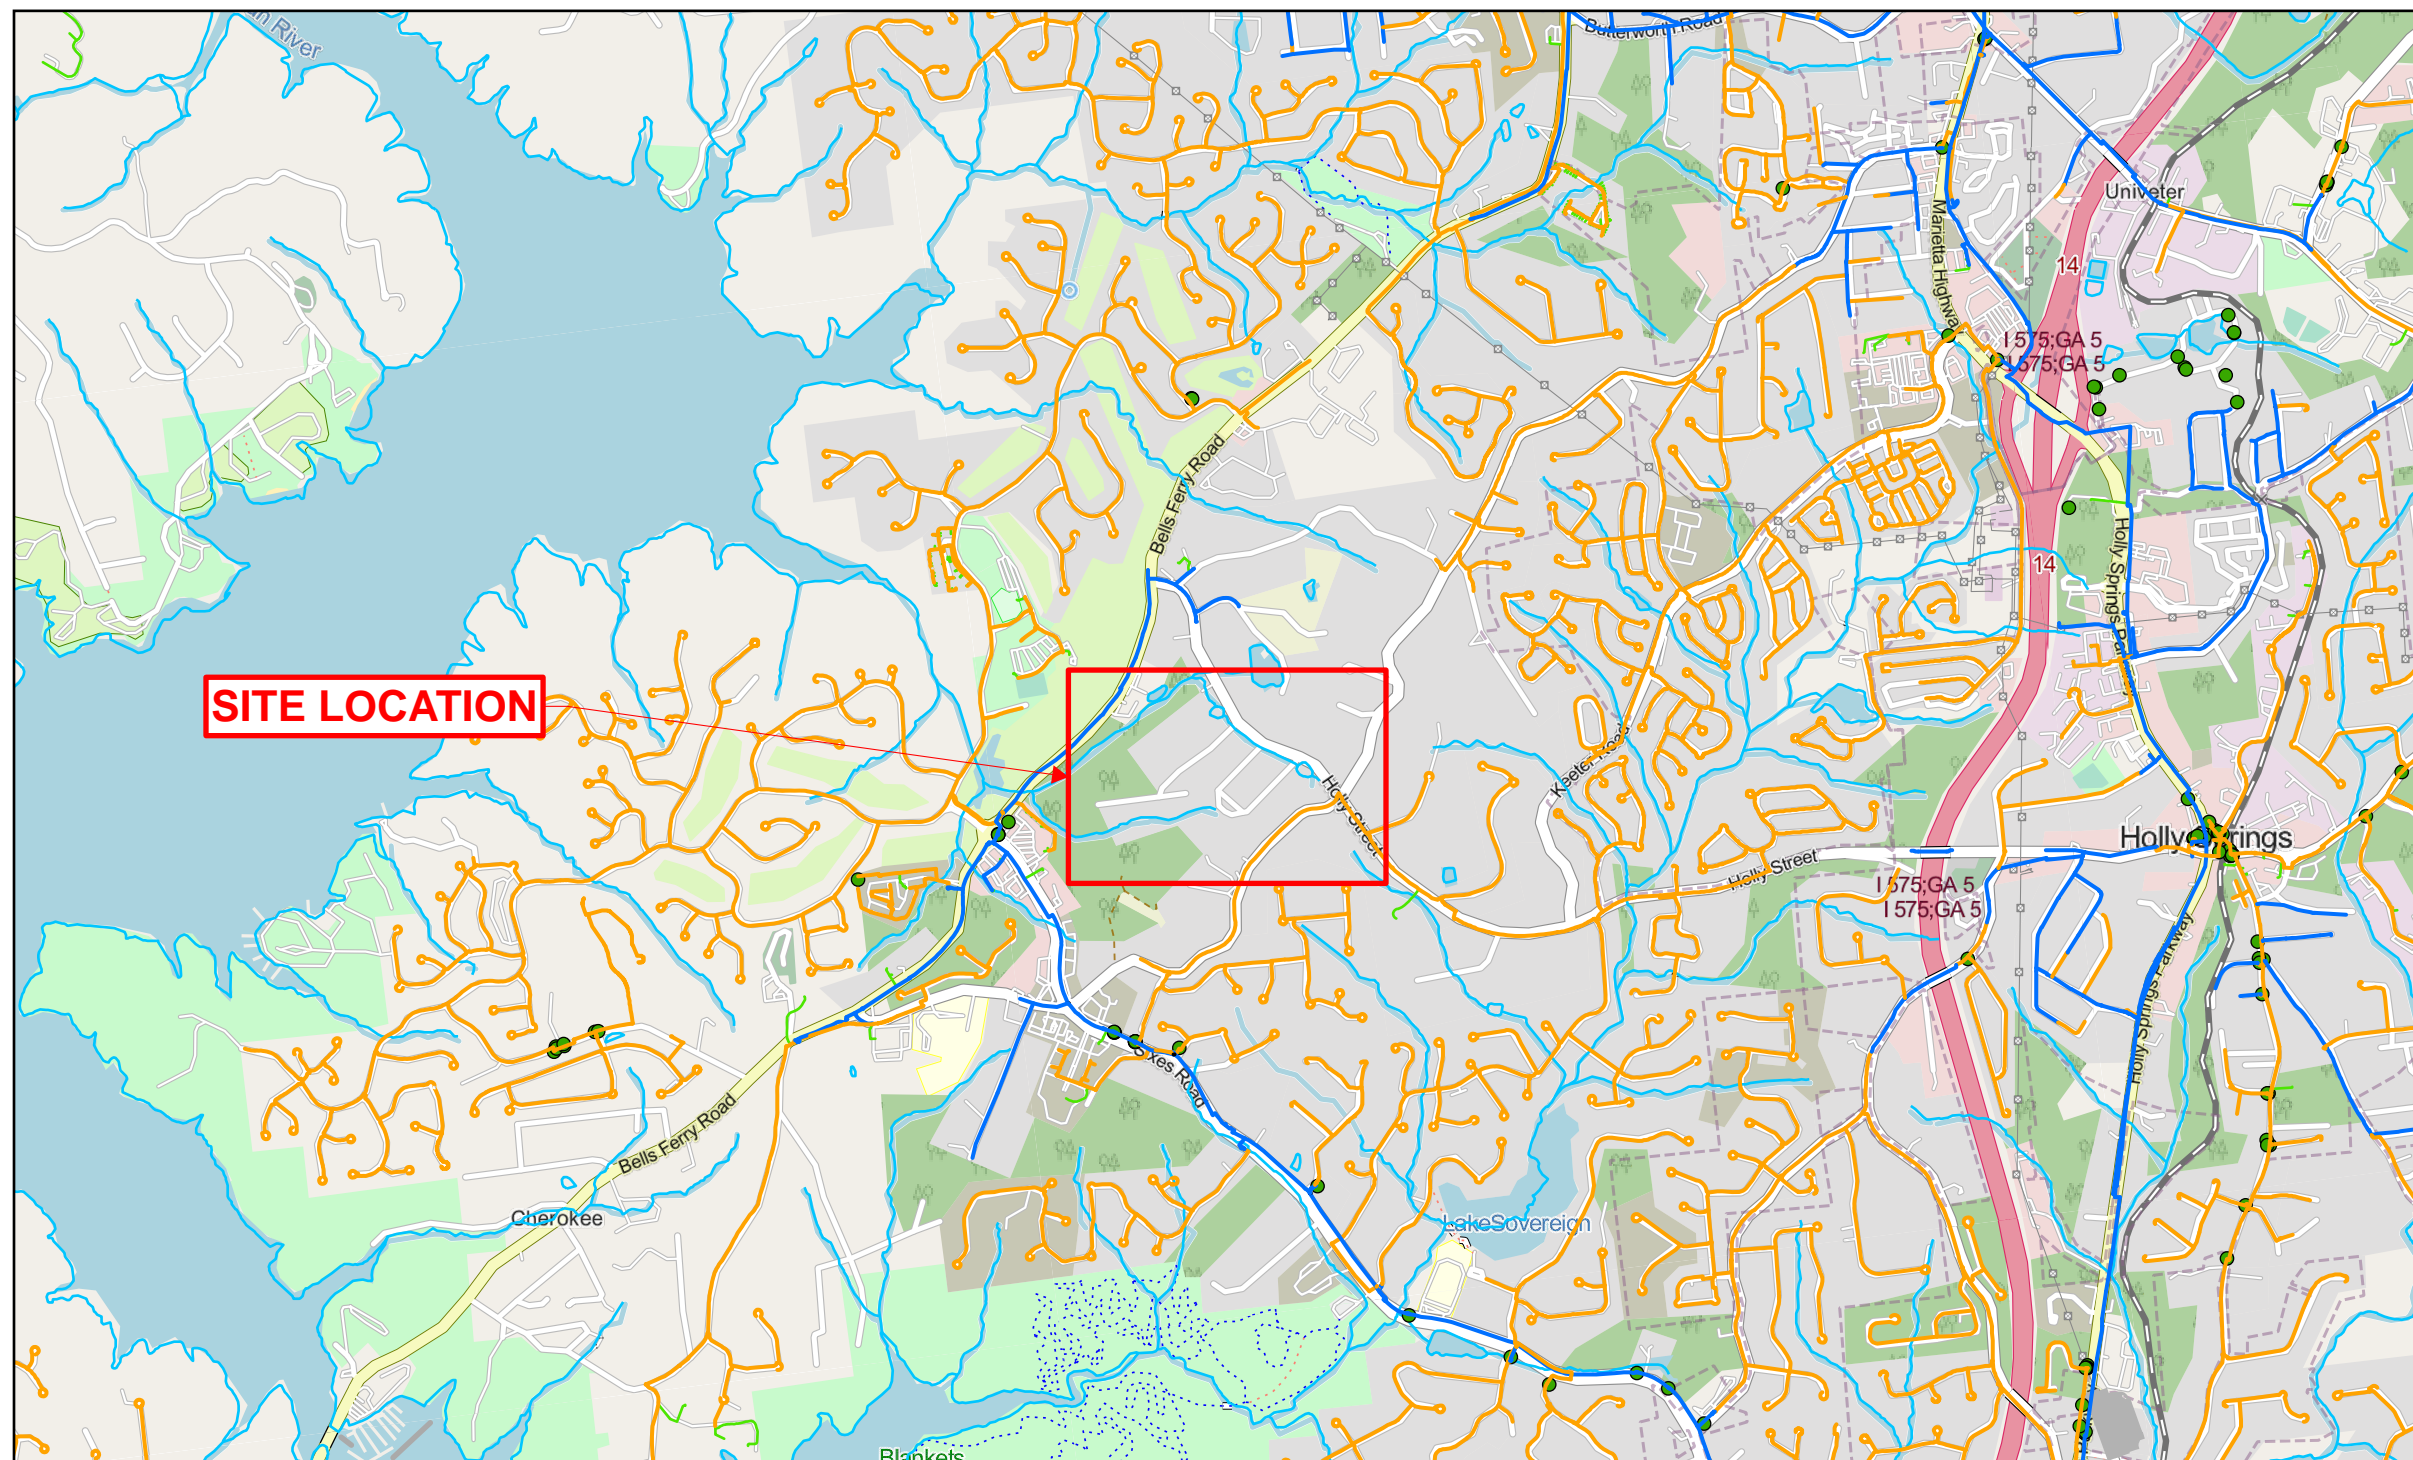 River
Butterworth Road
Univeter
Marietta Highway
14
I 575;GA 5
I 575;GA 5
Bells Ferry Road
Holly Springs Parkway
14
SITE LOCATION
Keeter Road
Holly Street
Holly Springs
Holly Street
I 575;GA 5
I 575;GA 5
Holly Springs Parkway
Sixes Road
Bells Ferry Road
Cherokee
LakeSovereign
Blankets